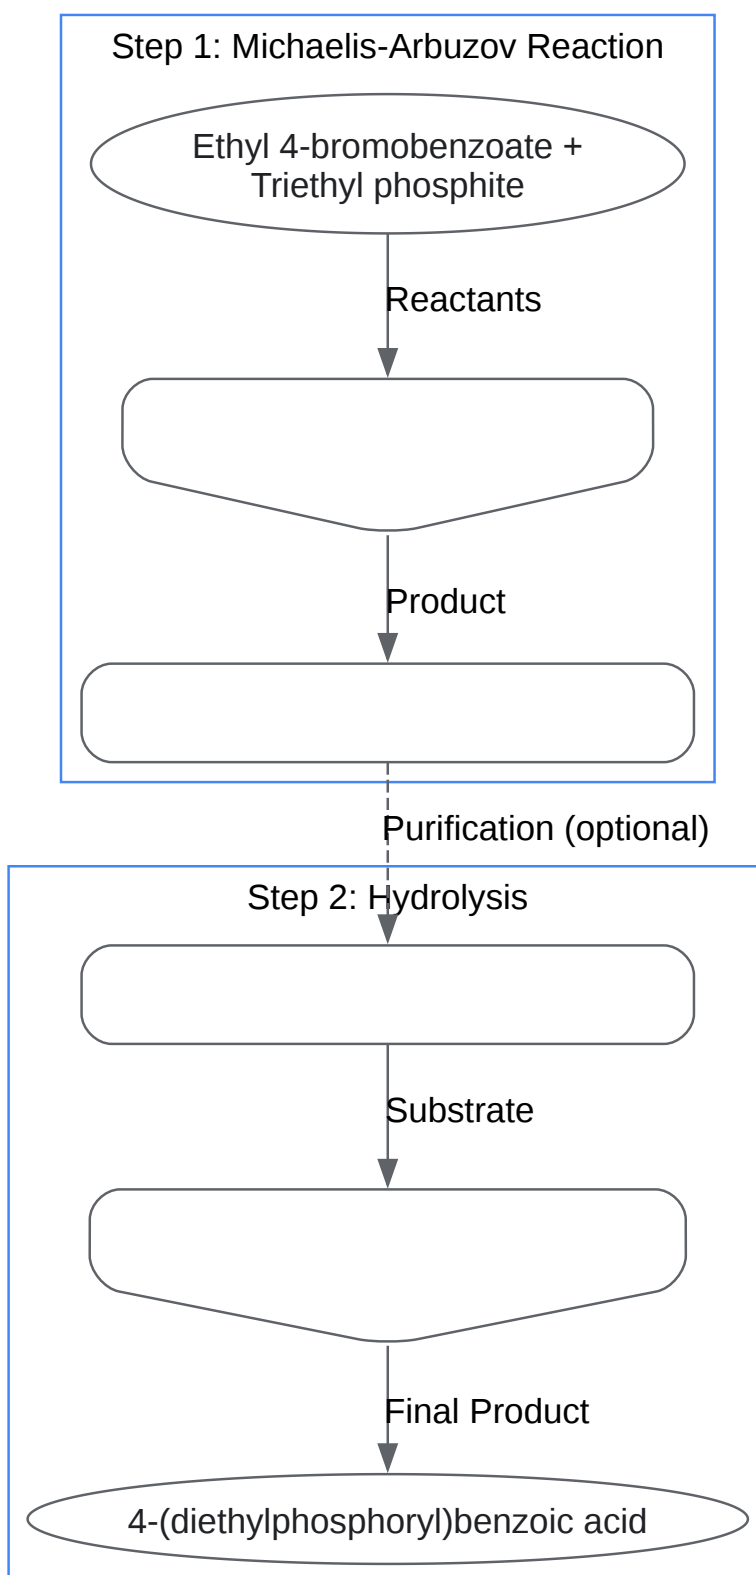 Step 1: Michaelis-Arbuzov Reaction
Ethyl 4-bromobenzoate +
Triethyl phosphite
Reactants
Product
Purification (optional)
Step 2: Hydrolysis
Substrate
Final Product
4-(diethylphosphoryl)benzoic acid